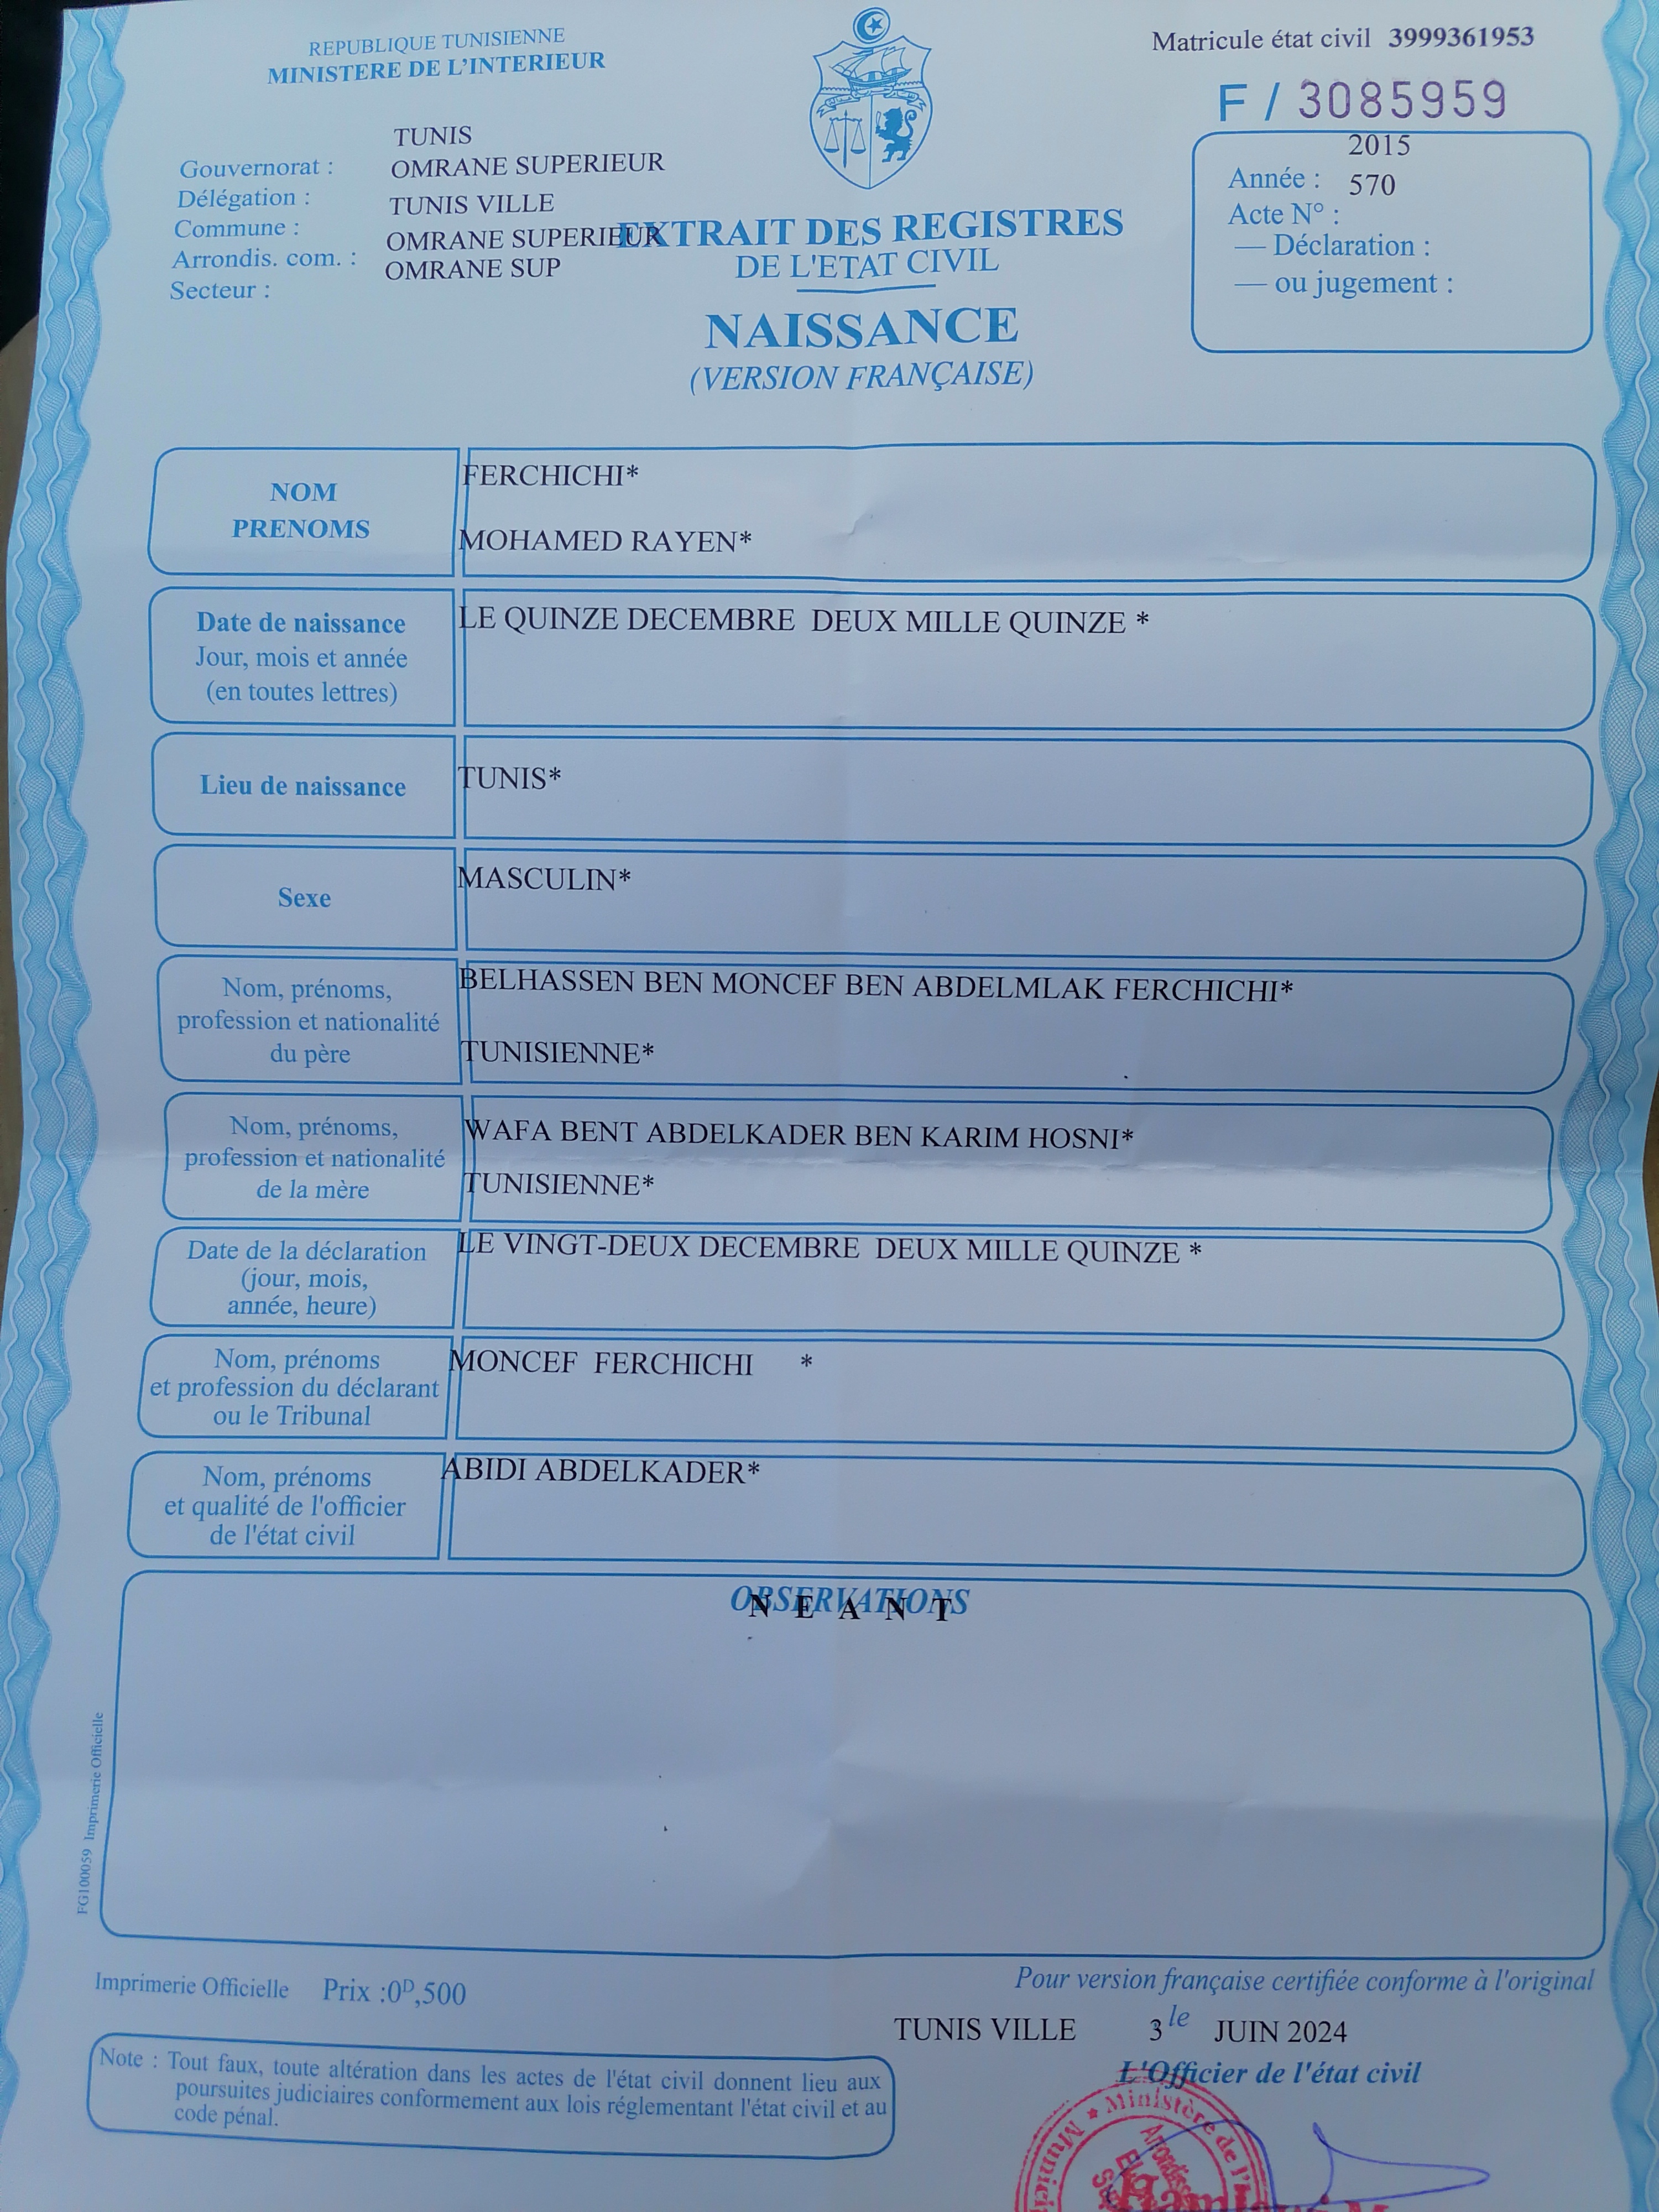 REPUBLIQUE TUNISIENNE
MINISTERE DE L'INTERIEUR
Matricule état civil 3999361953
F / 3085959
TUNIS
Gouvernorat :
OMRANE SUPERIEUR
Délégation :
TUNIS VILLE
Commune :
OMRANE SUPERIEUR
Arrondis. com. :
OMRANE SUP
Secteur :
2015
Année :
570
Acte N° :
— Déclaration :
— ou jugement :
EXTRAIT DES REGISTRES
DE L'ETAT CIVIL
NAISSANCE
(VERSION FRANÇAISE)
NOM
PRENOMS
FERCHICHI*
MOHAMED RAYEN*
Date de naissance
Jour, mois et année
(en toutes lettres)
LE QUINZE DECEMBRE DEUX MILLE QUINZE *
Lieu de naissance
TUNIS*
Sexe
MASCULIN*
Nom, prénoms,
profession et nationalité
du père
BELHASSEN BEN MONCEF BEN ABDELMLAK FERCHICHI*
TUNISIENNE*
Nom, prénoms,
profession et nationalité
de la mère
WAFA BENT ABDELKADER BEN KARIM HOSNI*
TUNISIENNE*
Date de la déclaration
(jour, mois,
année, heure)
LE VINGT-DEUX DECEMBRE DEUX MILLE QUINZE *
Nom, prénoms
et profession du déclarant
ou le Tribunal
MONCEF FERCHICHI *
Nom, prénoms
et qualité de l'officier
de l'état civil
ABIDI ABDELKADER*
OBSERVATIONS
N E A N T
FG100059 Imprimerie Officielle
Imprimerie Officielle Prix :0D,500
Pour version française certifiée conforme à l'original
TUNIS VILLE 3 le JUIN 2024
L'Officier de l'état civil
Note : Tout faux, toute altération dans les actes de l'état civil donnent lieu aux
poursuites judiciaires conformement aux lois réglementant l'état civil et au
code pénal.
Ministère de l'I